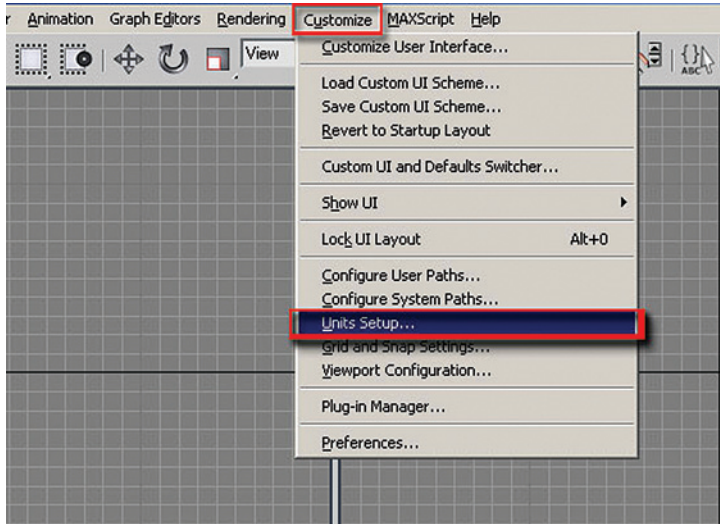 r Animation Graph Editors Rendering Customize MAXScript Help
View
ABC
Customize User Interface...
Load Custom UI Scheme...
Save Custom UI Scheme...
Revert to Startup Layout
Custom UI and Defaults Switcher...
Show UI
Lock UI Layout Alt+0
Configure User Paths...
Configure System Paths...
Units Setup...
Grid and Snap Settings...
Viewport Configuration...
Plug-in Manager...
Preferences...